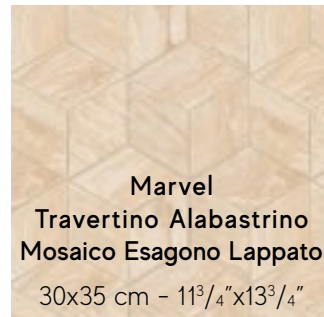 Marvel
Travertino Alabastrino
Mosaico Esagono Lappato
30x35 cm - 11³/₄”x13³/₄”